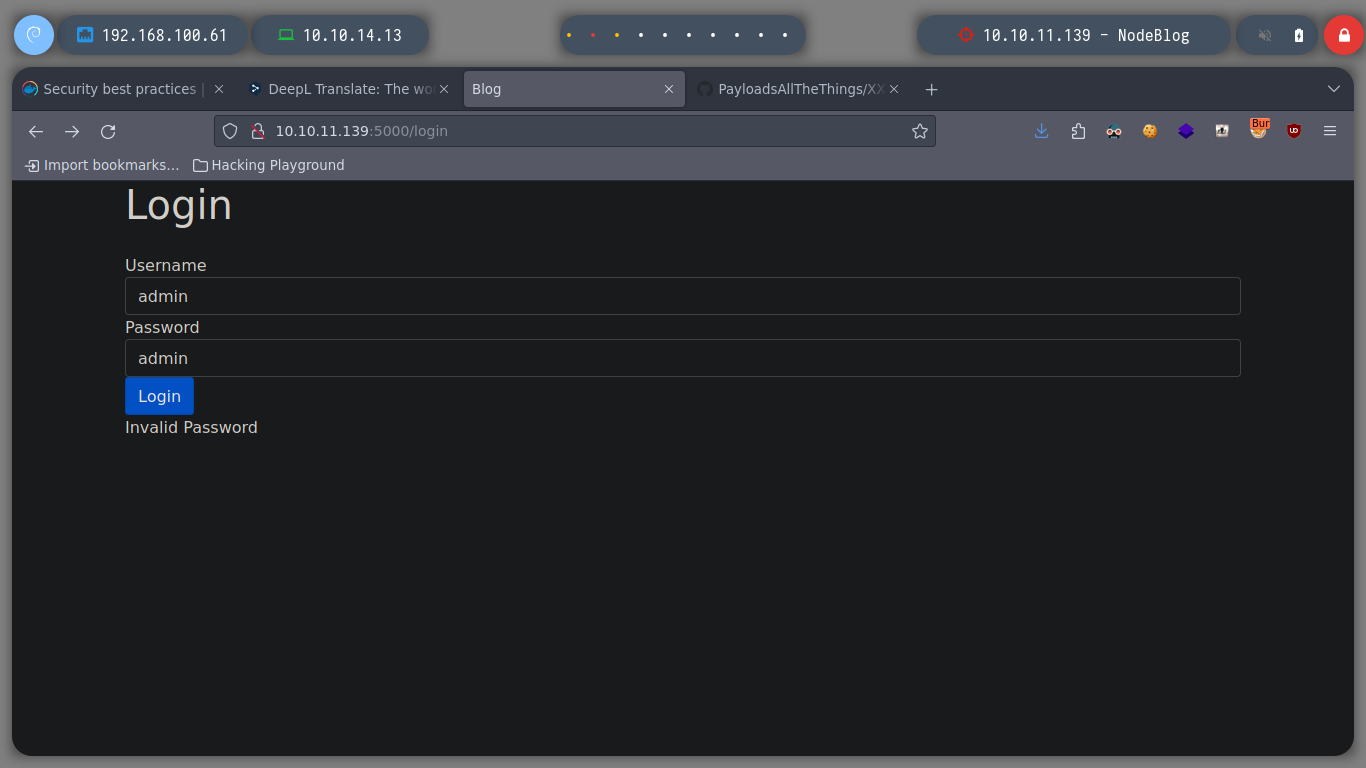 192.168.100.61
10.10.14.13
10.10.11.139 - NodeBlog
Security best practices |
DeepL Translate: The wo
Blog
PayloadsAllTheThings/XX
10.10.11.139:5000/login
Bur
Import bookmarks...
Hacking Playground
Login
Username
admin
Password
admin
Login
Invalid Password